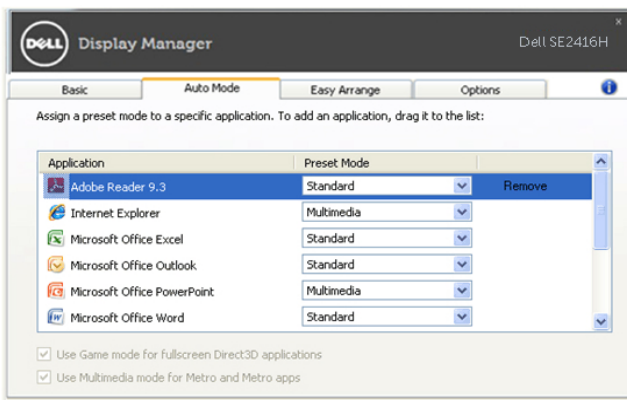 DELL Display Manager Dell SE2416H
Basic Auto Mode Easy Arrange Options
Assign a preset mode to a specific application. To add an application, drag it to the list:
Application Preset Mode
Adobe Reader 9.3 Standard Remove
Internet Explorer Multimedia
Microsoft Office Excel Standard
Microsoft Office Outlook Standard
Microsoft Office PowerPoint Multimedia
Microsoft Office Word Standard
Use Game mode for fullscreen Direct3D applications
Use Multimedia mode for Metro and Metro apps